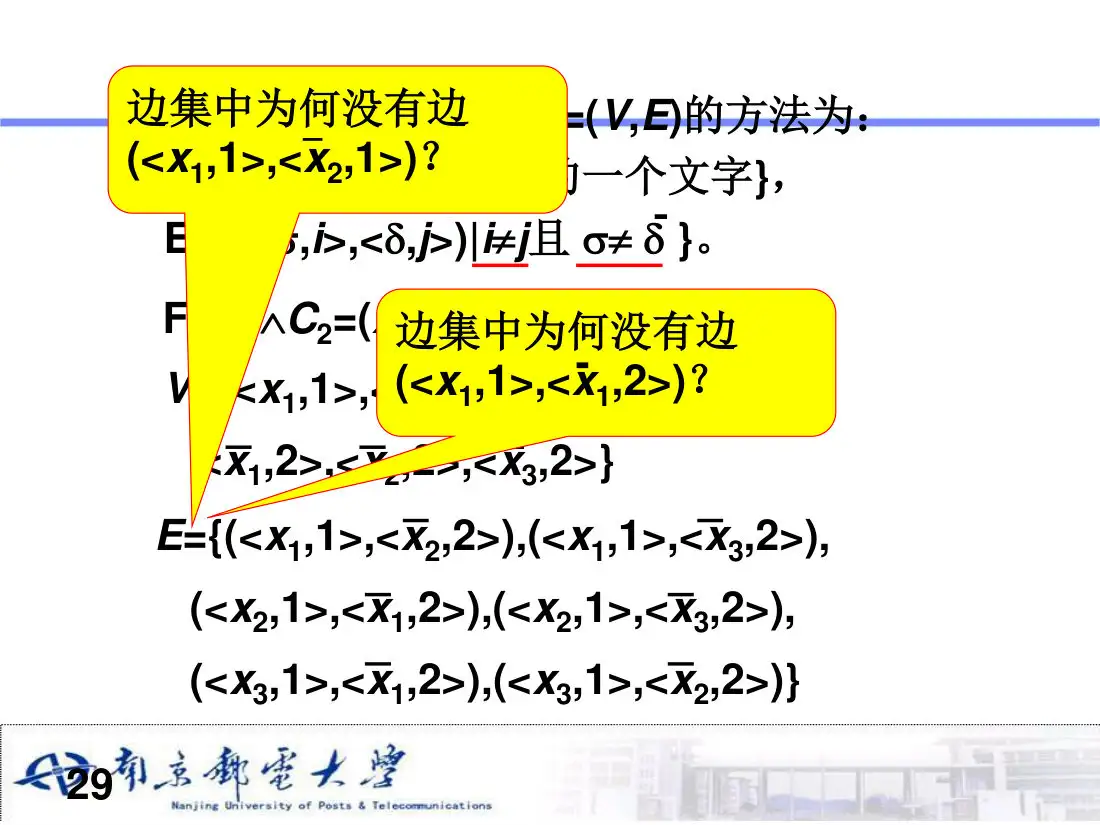 边集中为何没有边
(<x₁,1>,<x̅₂,1>)?
=(V,E)的方法为:
一个文字},
,i>,<δ,j>)|i≠j且 σ≠ δ̅ }。
∧C₂=(
边集中为何没有边
(<x₁,1>,<x̅₁,2>)?
<x₁,1>,<
<x̅₁,2>,<x̅₂,2>,<x̅₃,2>}
E={(<x₁,1>,<x̅₂,2>),(<x₁,1>,<x̅₃,2>),
(<x₂,1>,<x̅₁,2>),(<x₂,1>,<x̅₃,2>),
(<x₃,1>,<x̅₁,2>),(<x₃,1>,<x̅₂,2>)}
29
南京邮电大学
Nanjing University of Posts & Telecommunications